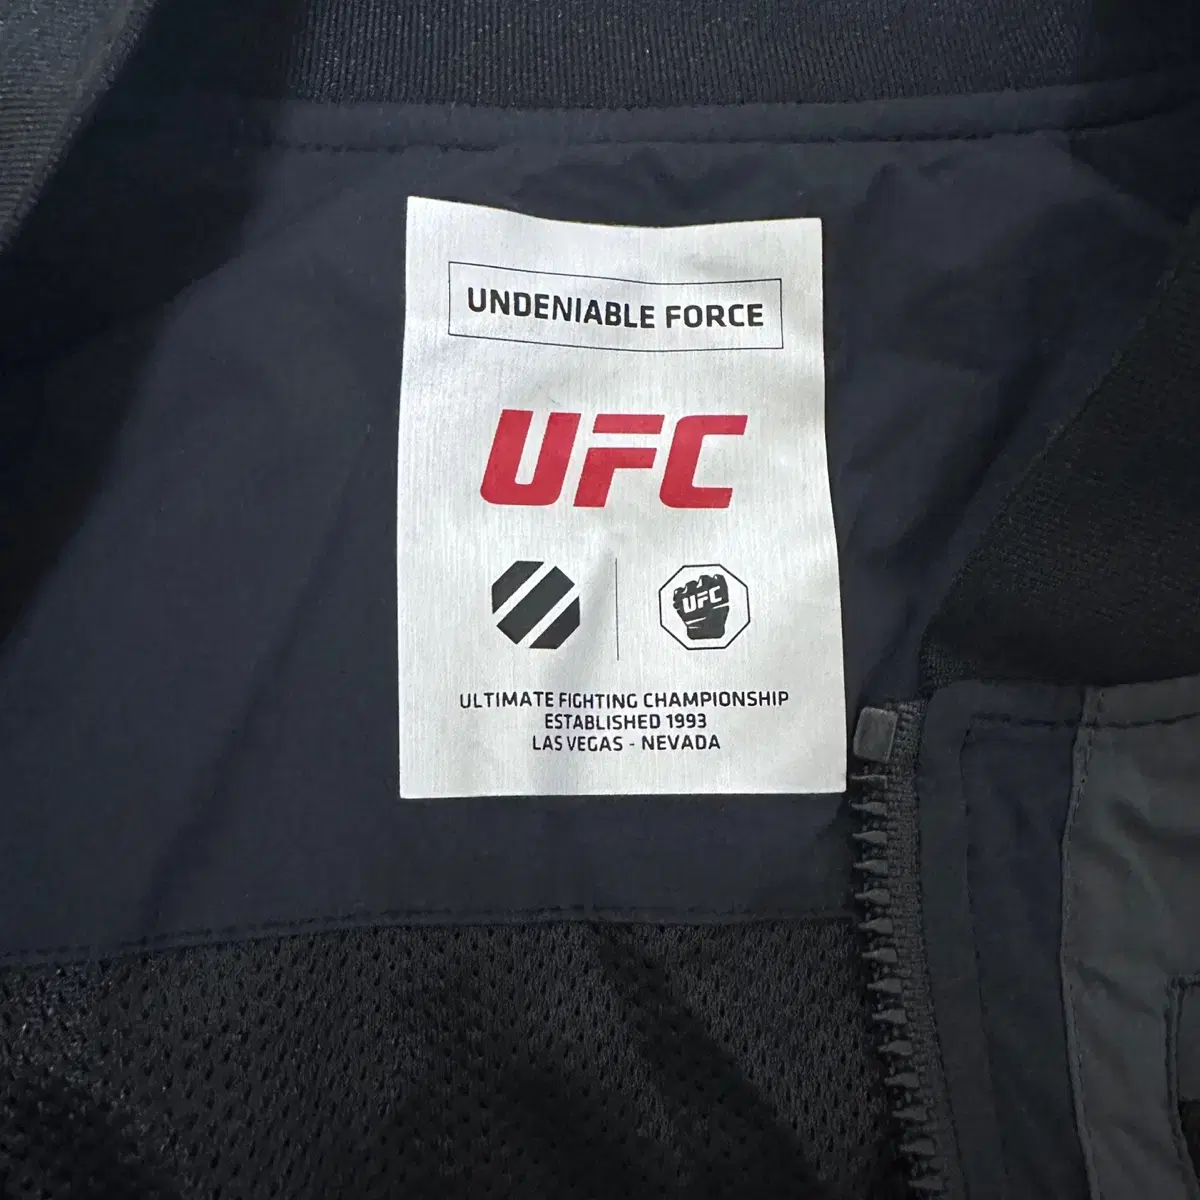 UNDENIABLE FORCE
UFC
UFC
ULTIMATE FIGHTING CHAMPIONSHIP
ESTABLISHED 1993
LAS VEGAS - NEVADA